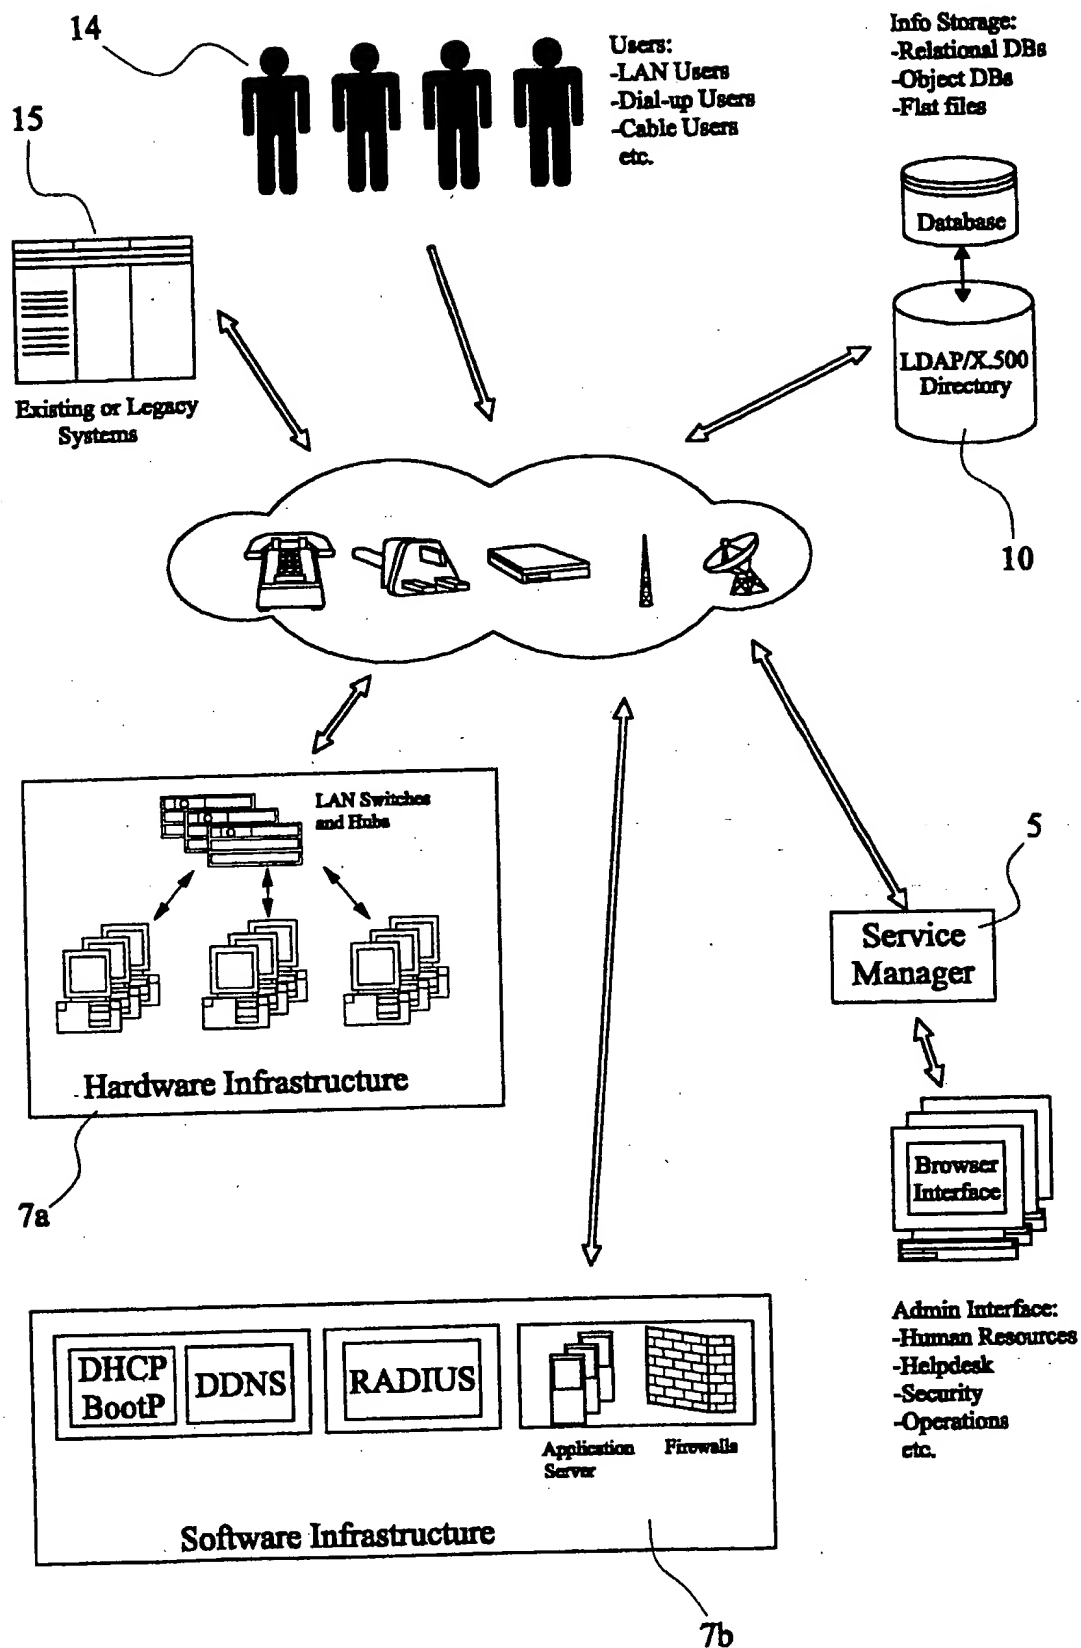 14
Users:
-LAN Users
-Dial-up Users
-Cable Users
etc.
Info Storage:
-Relational DBs
-Object DBs
-Flat files
15
Database
LDAP/X.500
Directory
Existing or Legacy
Systems
10
LAN Switches
and Hubs
5
Service
Manager
Hardware Infrastructure
7a
Browser
Interface
Admin Interface:
-Human Resources
-Helpdesk
-Security
-Operations
etc.
DHCP
BootP
DDNS
RADIUS
Application
Server
Firewalls
Software Infrastructure
7b